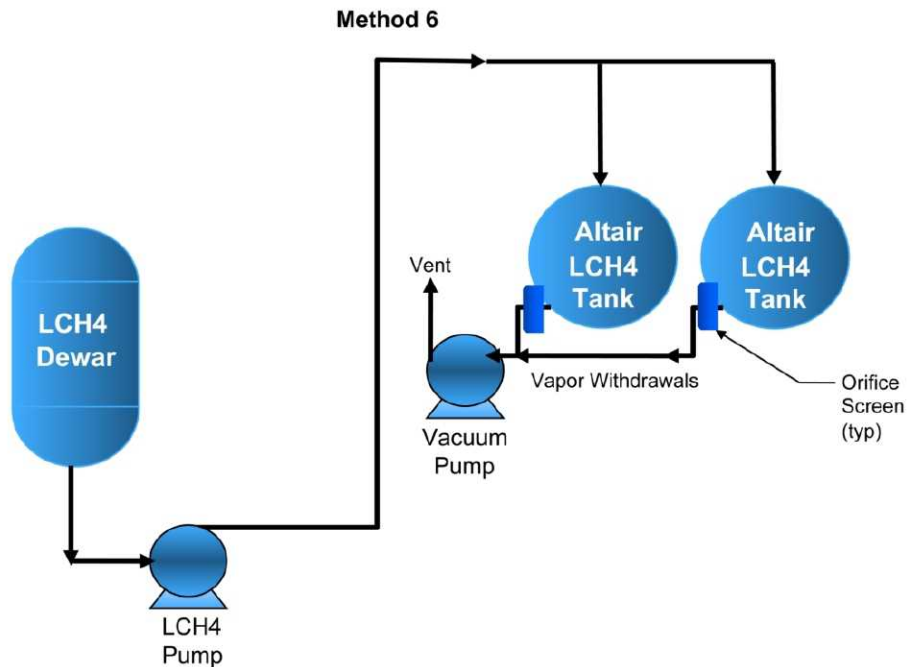 Method 6
Altair
LCH4
Tank
Altair
LCH4
Tank
Vent
LCH4
Dewar
Vapor Withdrawals
Orifice
Screen
(typ)
Vacuum
Pump
LCH4
Pump